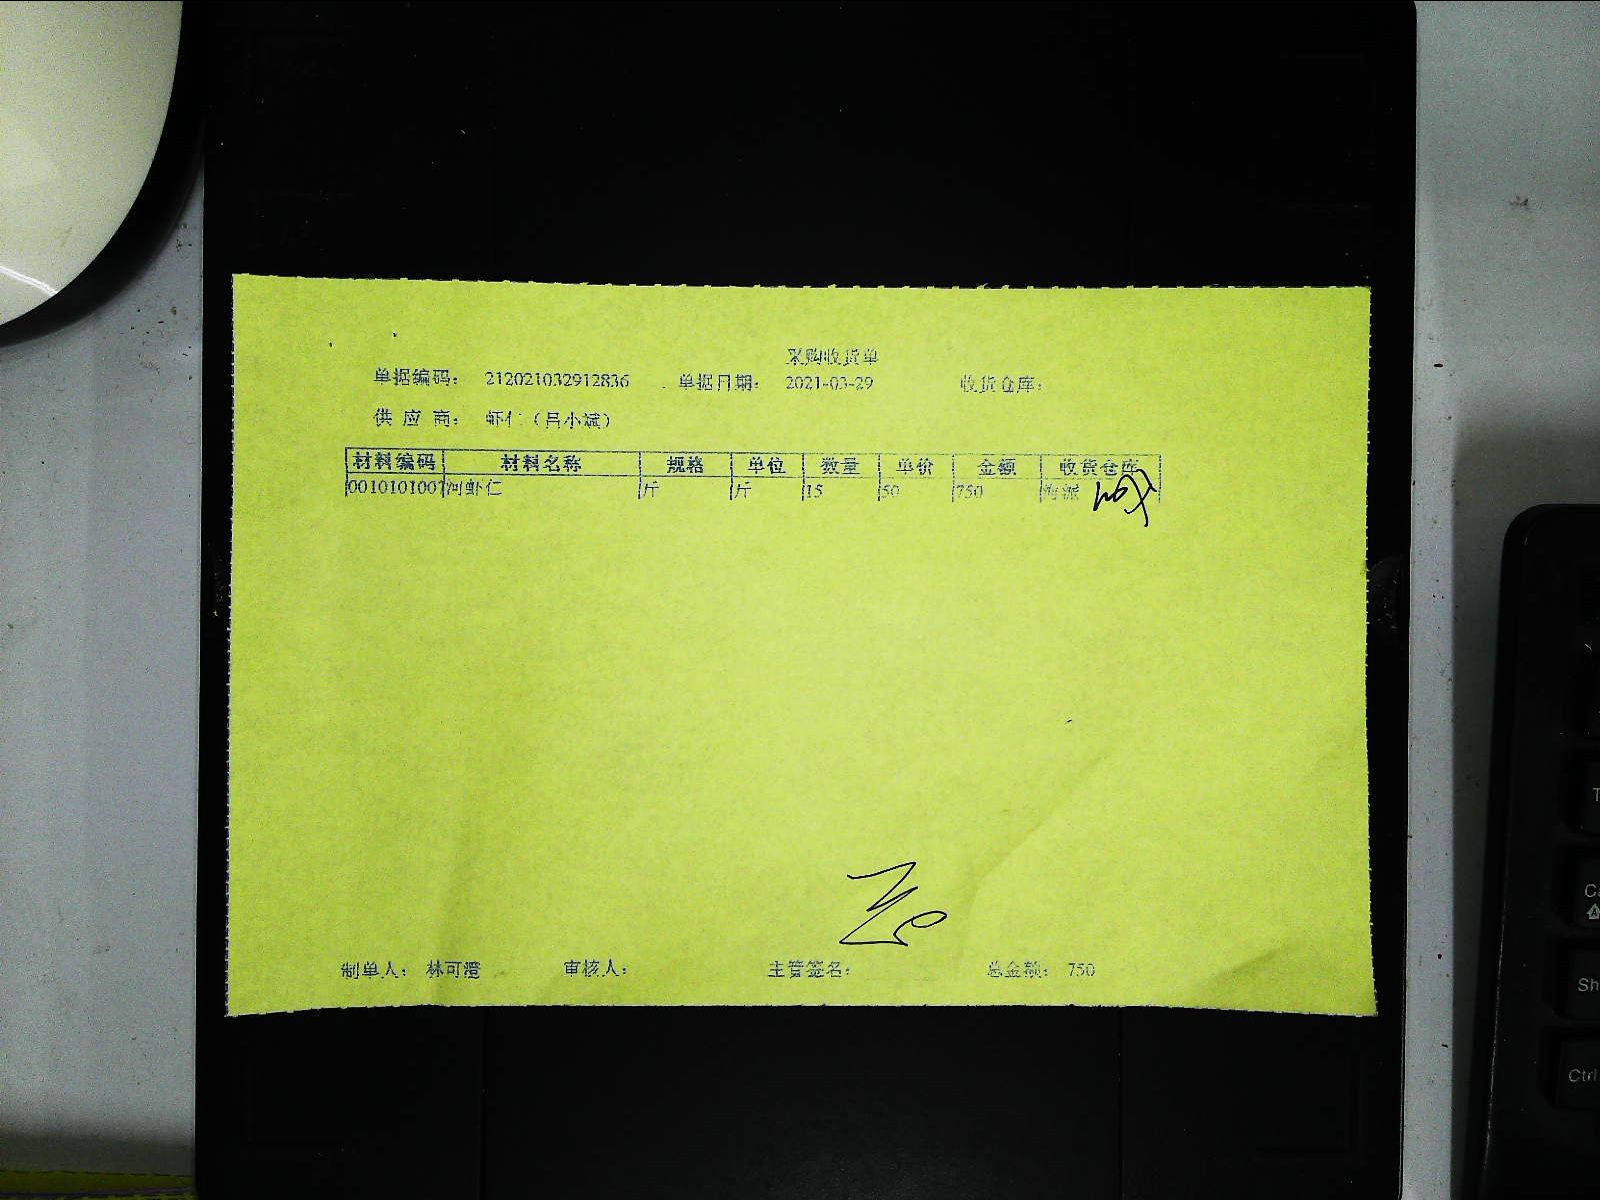 采购收货单
单据编码： 212021032912836 单据日期： 2021-03-29 收货仓库：
供应商： 虾仁（吕小斌）
材料编码 材料名称 规格 单位 数量 单价 金额 收货仓库
0010101007 河虾仁 斤 斤 15 50 750 海派
制单人： 林可澄 审核人： 主管签名： 总金额： 750
T
Ca
Sh
Ctrl